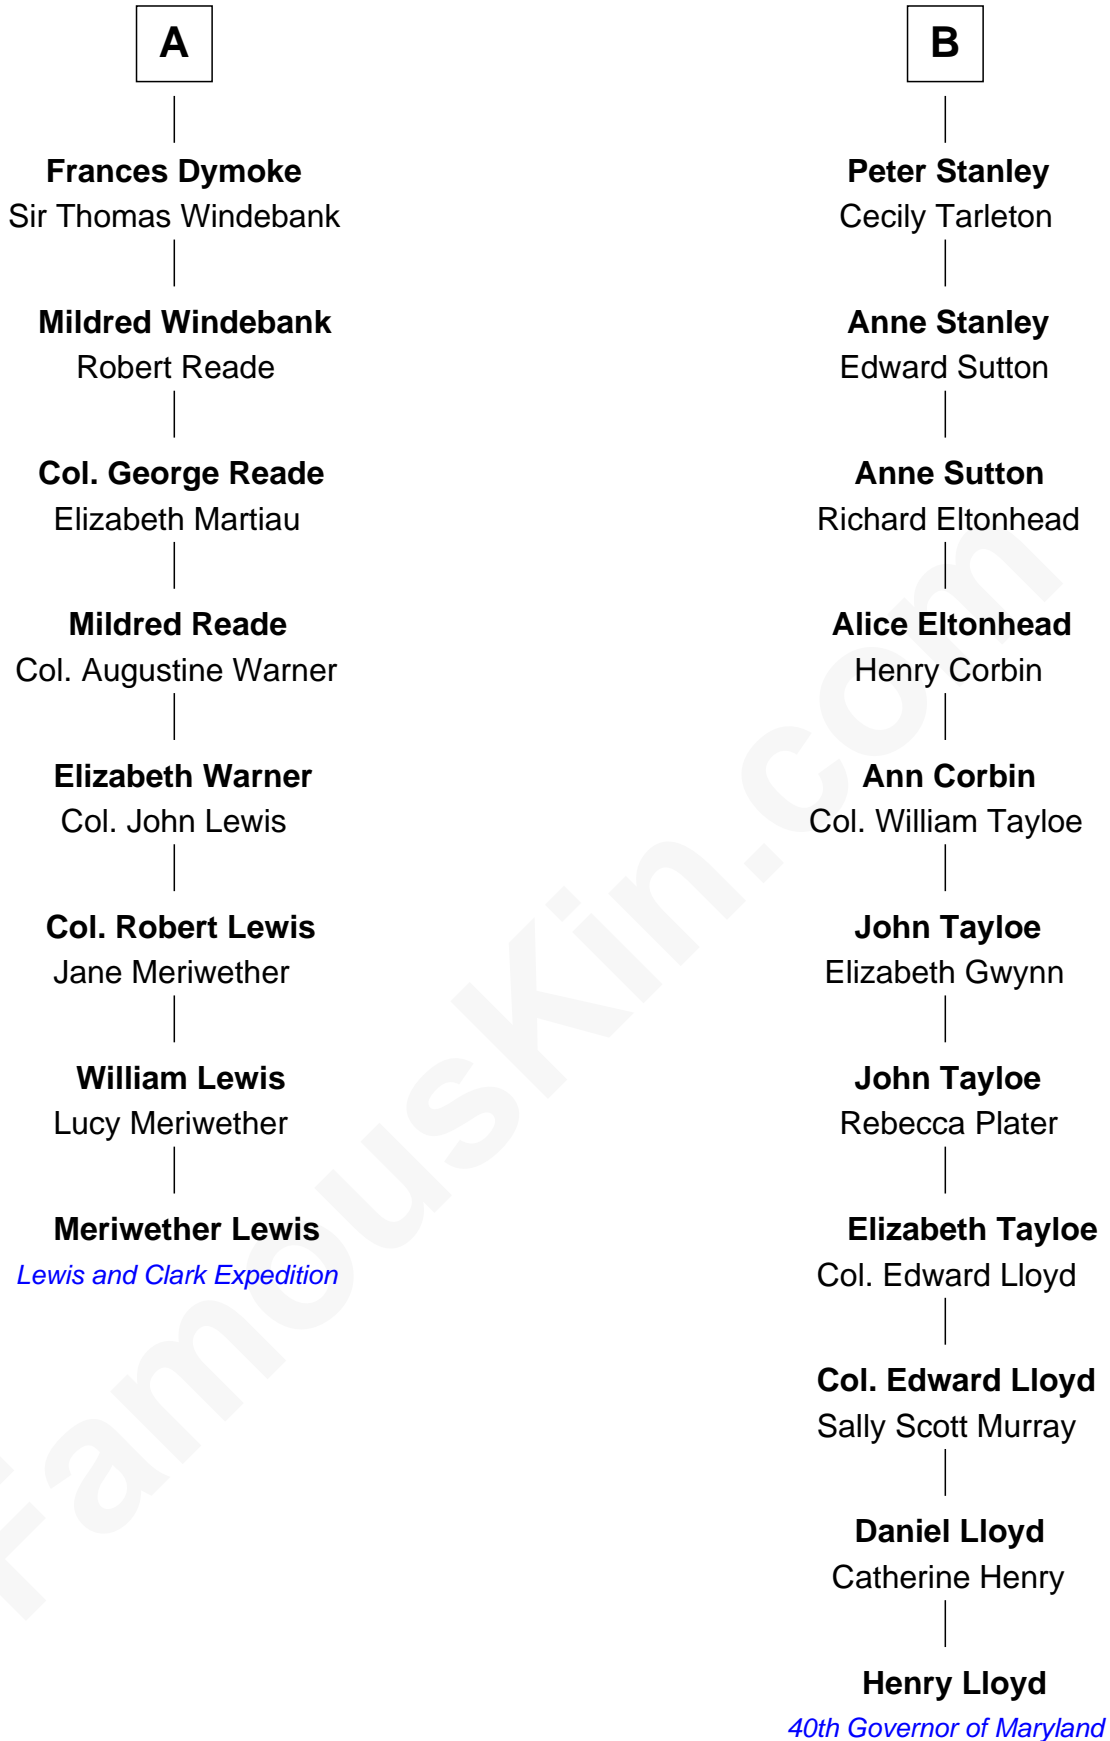 A
Frances Dymoke
Sir Thomas Windebank
Mildred Windebank
Robert Reade
Col. George Reade
Elizabeth Martiau
Mildred Reade
Col. Augustine Warner
Elizabeth Warner
Col. John Lewis
Col. Robert Lewis
Jane Meriwether
William Lewis
Lucy Meriwether
Meriwether Lewis
Lewis and Clark Expedition
B
Peter Stanley
Cecily Tarleton
Anne Stanley
Edward Sutton
Anne Sutton
Richard Eltonhead
Alice Eltonhead
Henry Corbin
Ann Corbin
Col. William Tayloe
John Tayloe
Elizabeth Gwynn
John Tayloe
Rebecca Plater
Elizabeth Tayloe
Col. Edward Lloyd
Col. Edward Lloyd
Sally Scott Murray
Daniel Lloyd
Catherine Henry
Henry Lloyd
40th Governor of Maryland
FamousKin.com